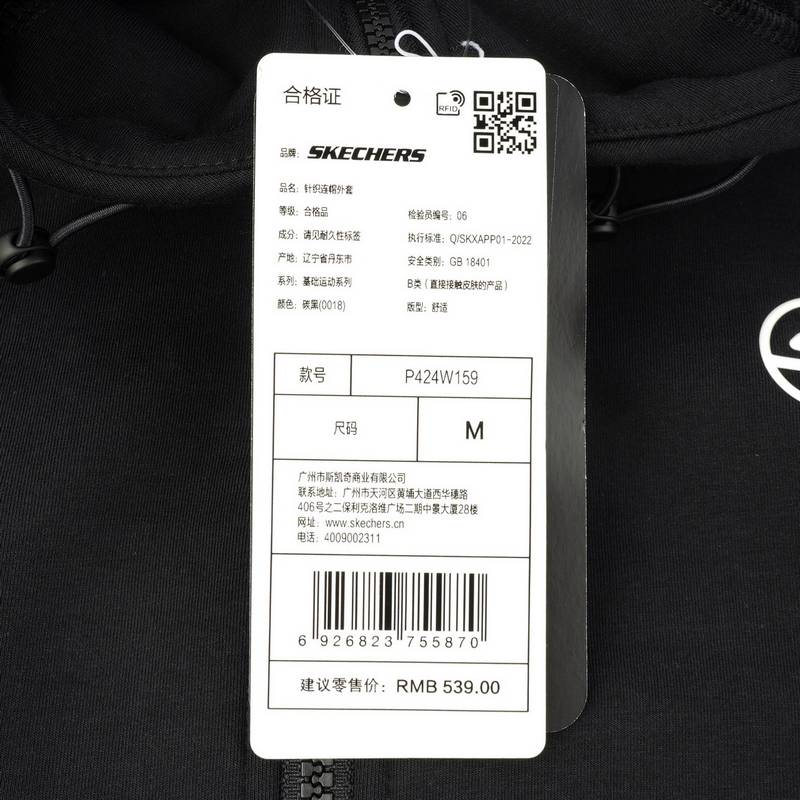 合格证
RFID
品牌: SKECHERS
品名: 针织连帽外套
等级: 合格品 检验员编号: 06
成分: 请见耐久性标签 执行标准: Q/SKXAPP01-2022
产地: 辽宁省丹东市 安全类别: GB 18401
系列: 基础运动系列 B类 (直接接触皮肤的产品)
颜色: 碳黑(0018) 版型: 舒适
款号 P424W159
尺码 M
广州市斯凯奇商业有限公司
联系地址: 广州市天河区黄埔大道西华穗路
406号之二保利克洛维广场二期中景大厦28楼
网址: www.skechers.cn
电话: 4009002311
6 926823 755870
建议零售价: RMB 539.00